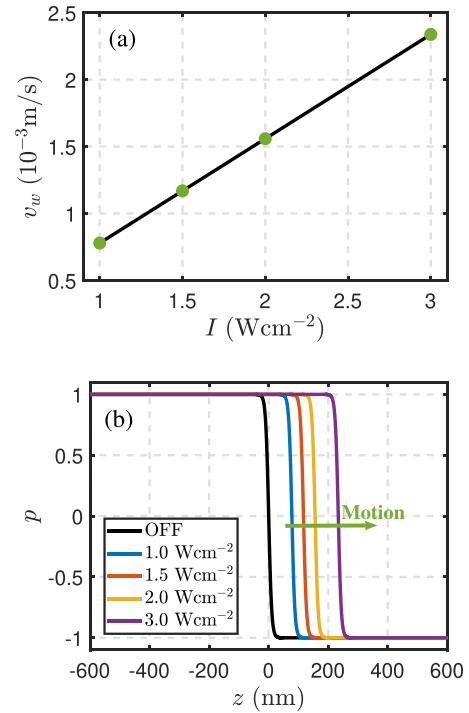 (a)
2.5
2
1.5
1
0.5
v_w (10⁻³m/s)
1 1.5 2 2.5 3
I (Wcm⁻²)
(b)
1
0.5
0
-0.5
-1
p
Motion
OFF
1.0 Wcm⁻²
1.5 Wcm⁻²
2.0 Wcm⁻²
3.0 Wcm⁻²
-600 -400 -200 0 200 400 600
z (nm)